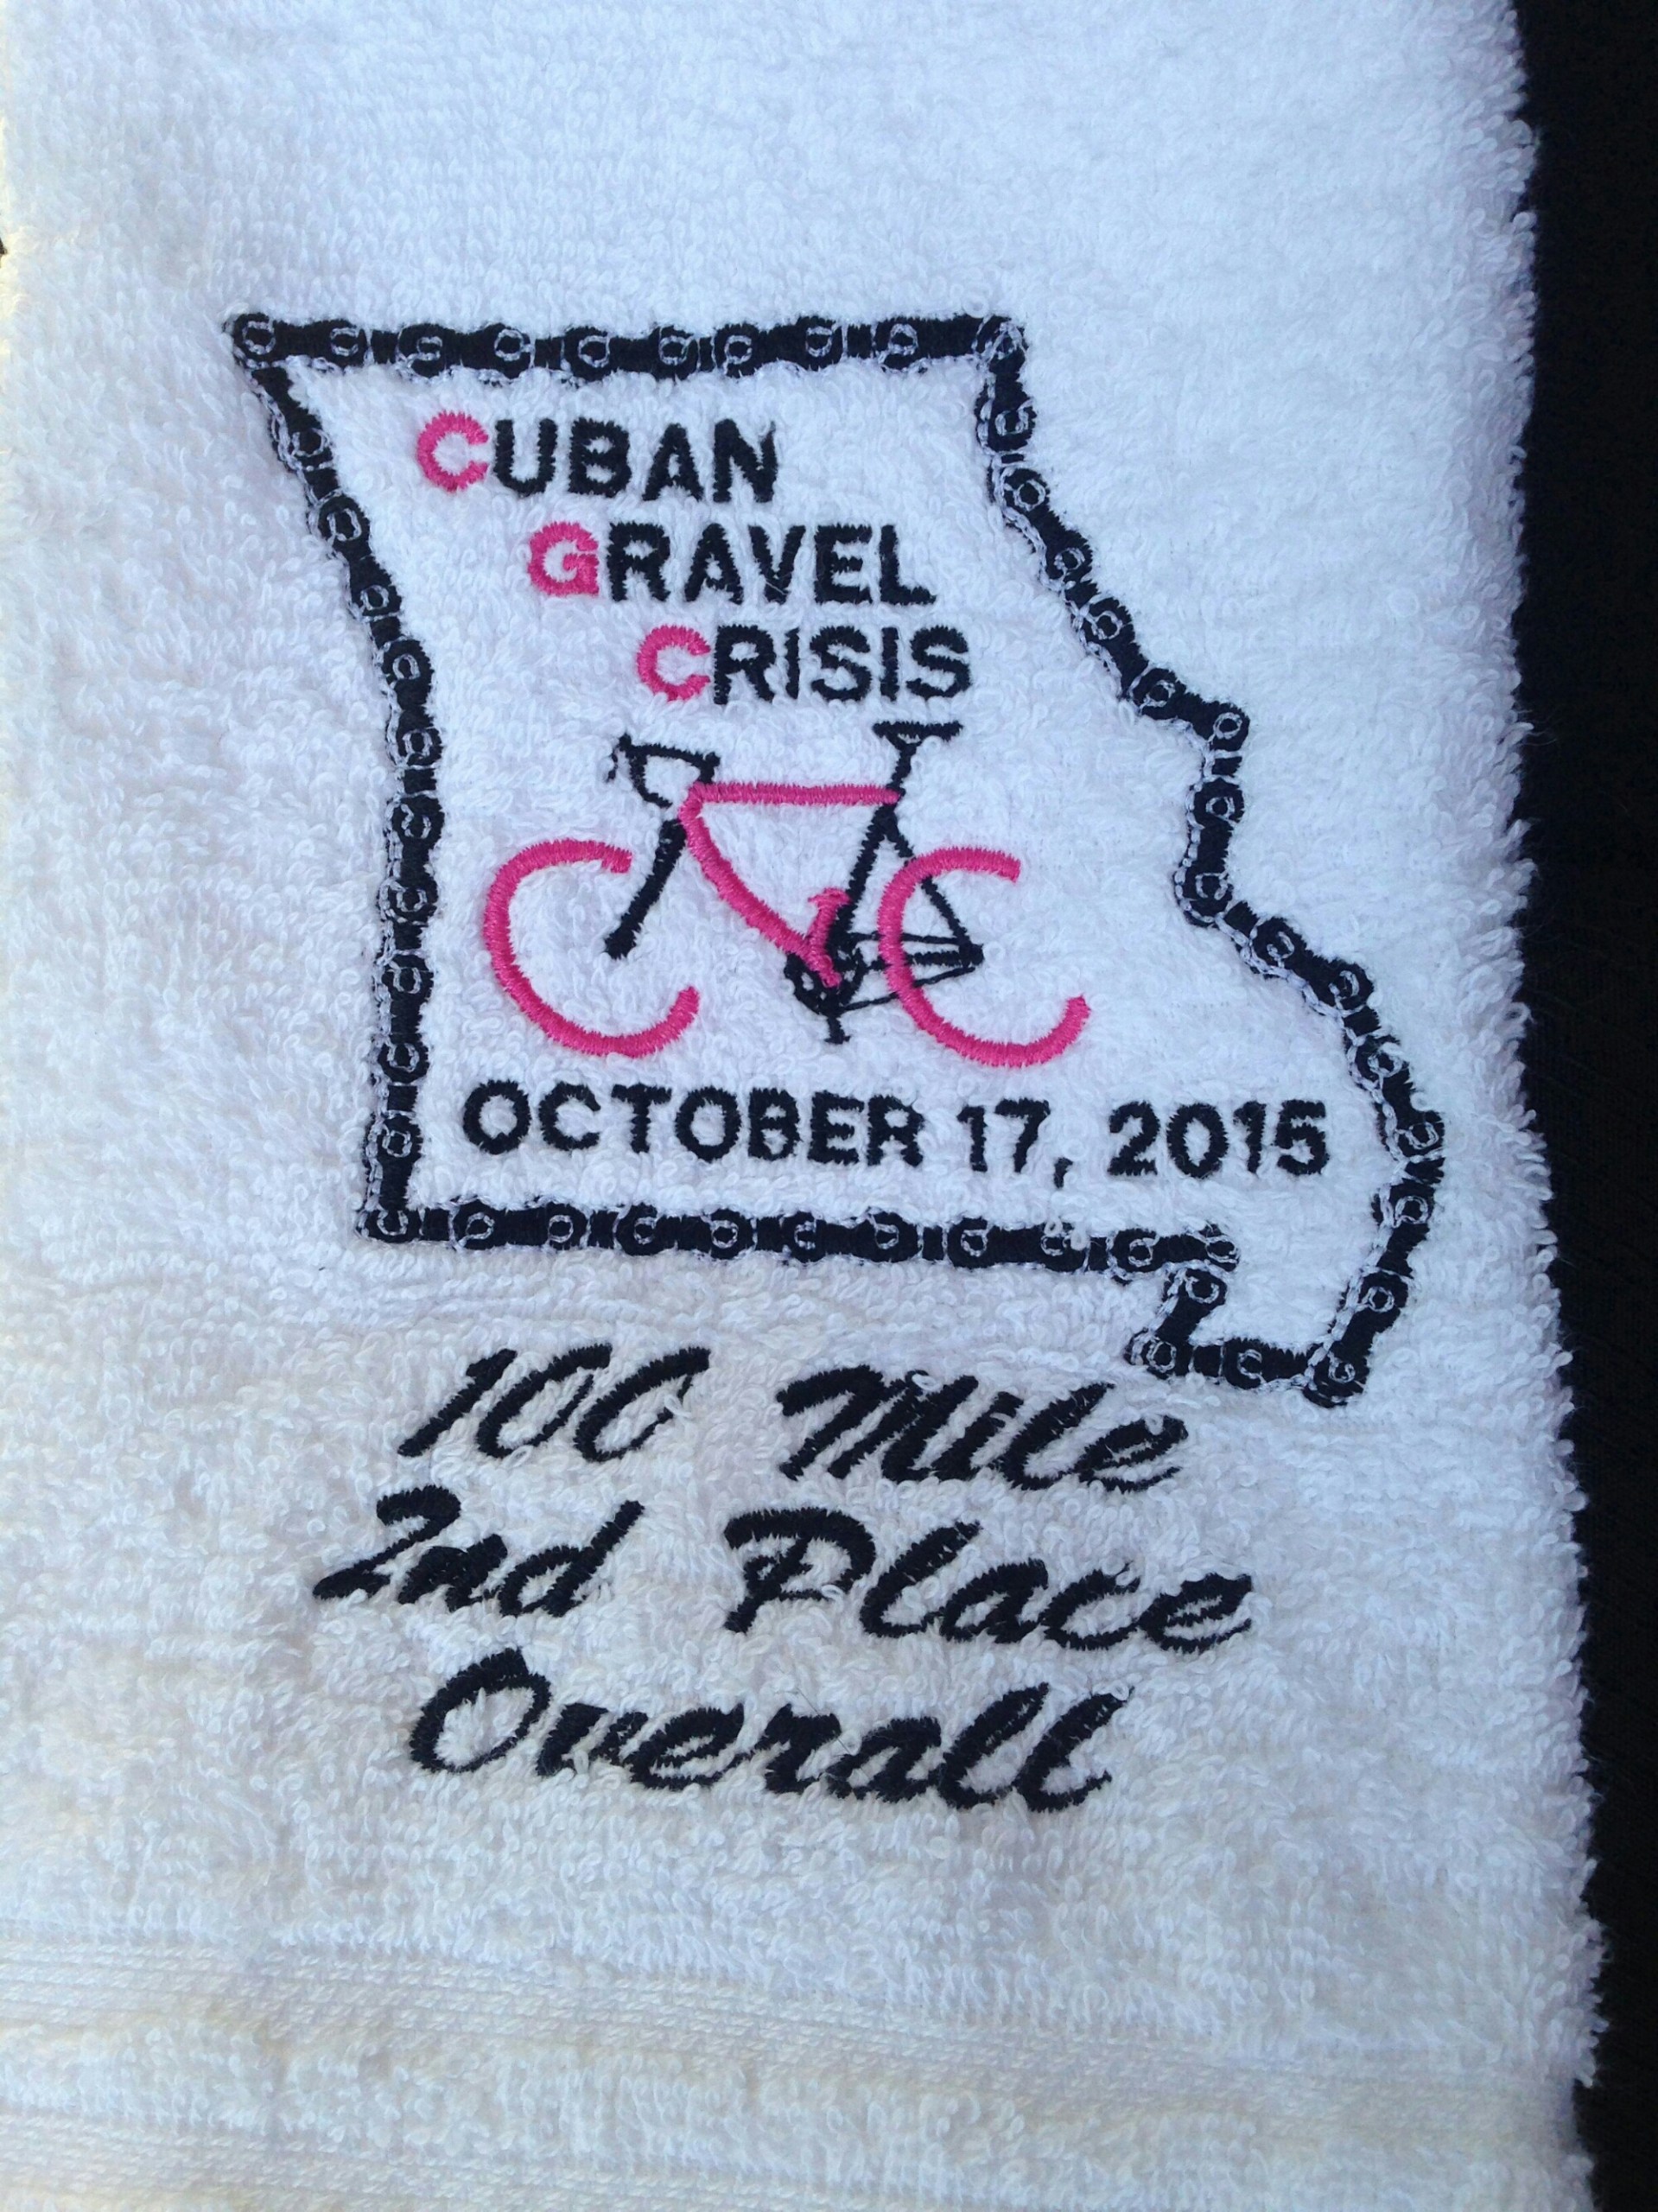 CUBAN
GRAVEL
CRISIS
OCTOBER 17, 2015
100 Mile
2nd Place
Overall